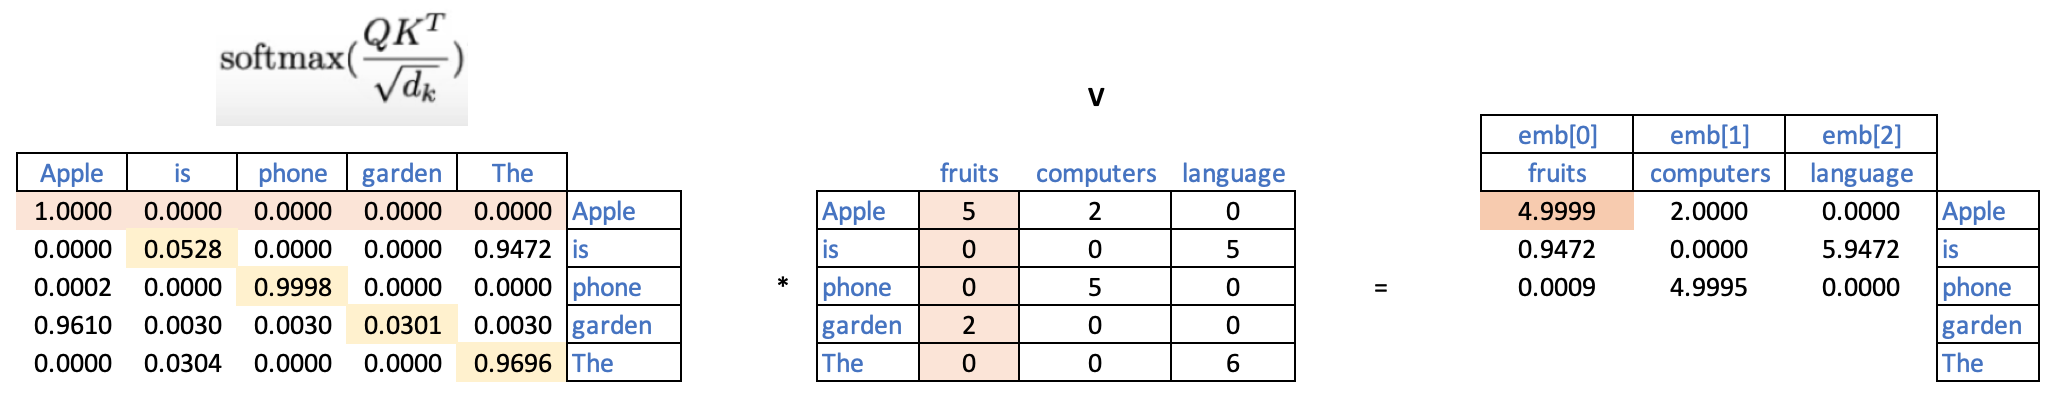 softmax(QK^T/√d_k)
V
emb[0] emb[1] emb[2]
Apple is phone garden The fruits computers language fruits computers language
1.0000 0.0000 0.0000 0.0000 0.0000 Apple Apple 5 2 0 4.9999 2.0000 0.0000 Apple
0.0000 0.0528 0.0000 0.0000 0.9472 is is 0 0 5 0.9472 0.0000 5.9472 is
0.0002 0.0000 0.9998 0.0000 0.0000 phone * phone 0 5 0 = 0.0009 4.9995 0.0000 phone
0.9610 0.0030 0.0030 0.0301 0.0030 garden garden 2 0 0 garden
0.0000 0.0304 0.0000 0.0000 0.9696 The The 0 0 6 The